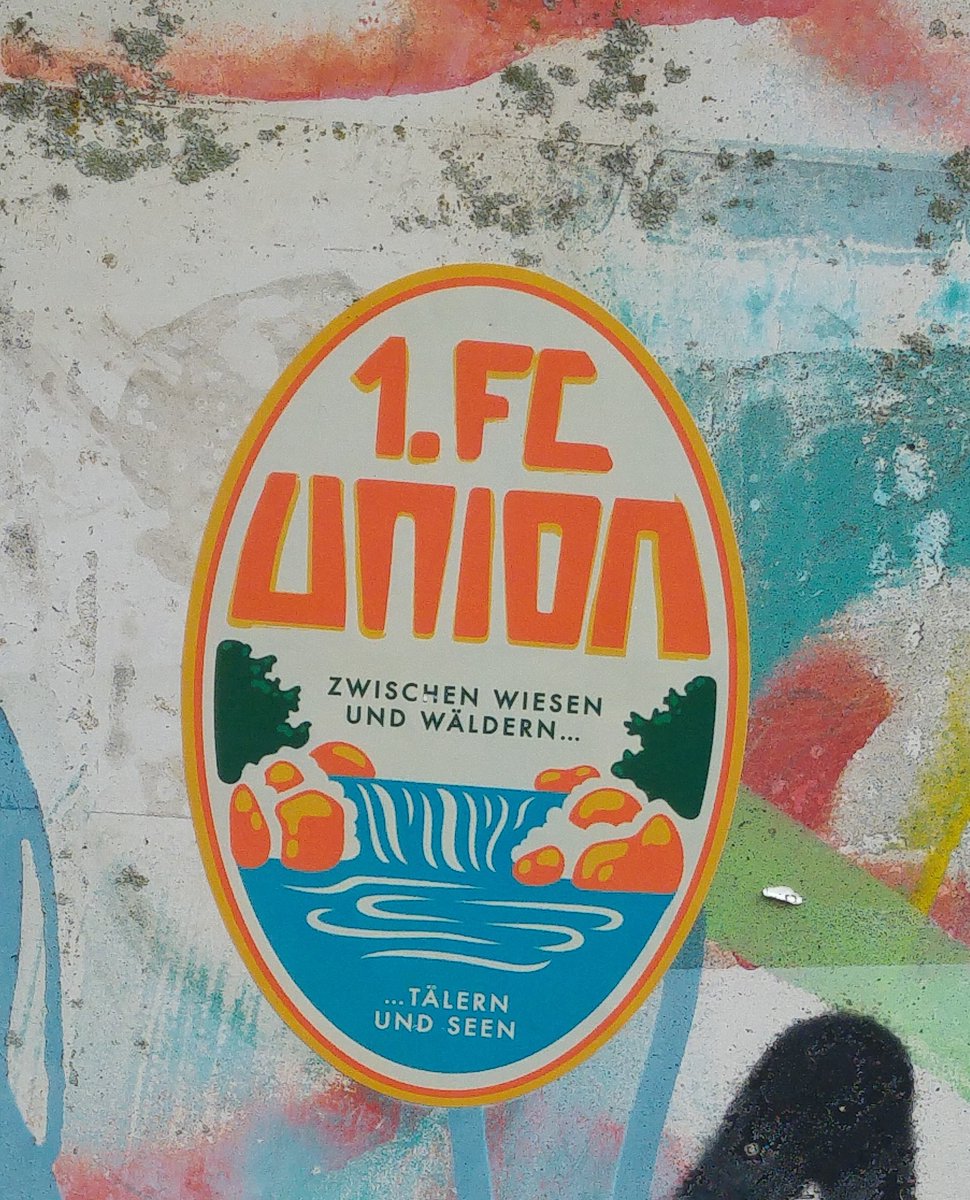 1. FC
UNION
ZWISCHEN WIESEN
UND WÄLDERN...
...TÄLERN
UND SEEN